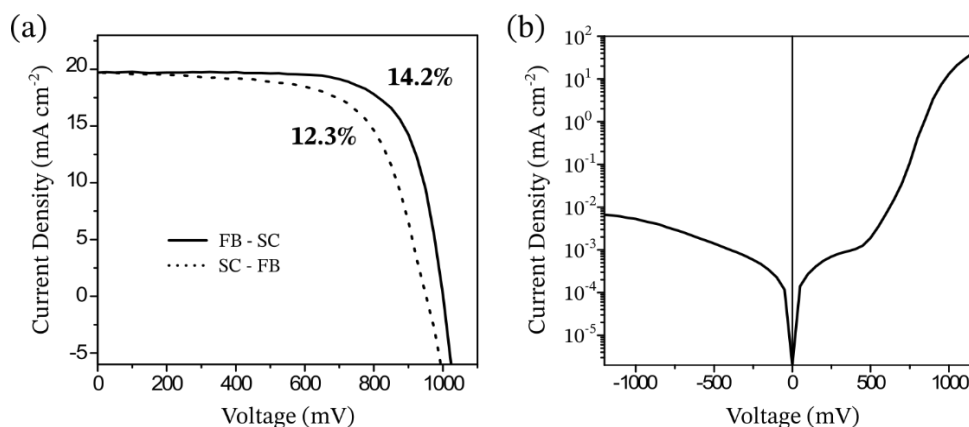 (a)
Current Density (mA cm⁻²)
20
15
10
5
0
-5
14.2%
12.3%
FB - SC
SC - FB
0 200 400 600 800 1000
Voltage (mV)
(b)
Current Density (mA cm⁻²)
10²
10¹
10⁰
10⁻¹
10⁻²
10⁻³
10⁻⁴
10⁻⁵
-1000 -500 0 500 1000
Voltage (mV)